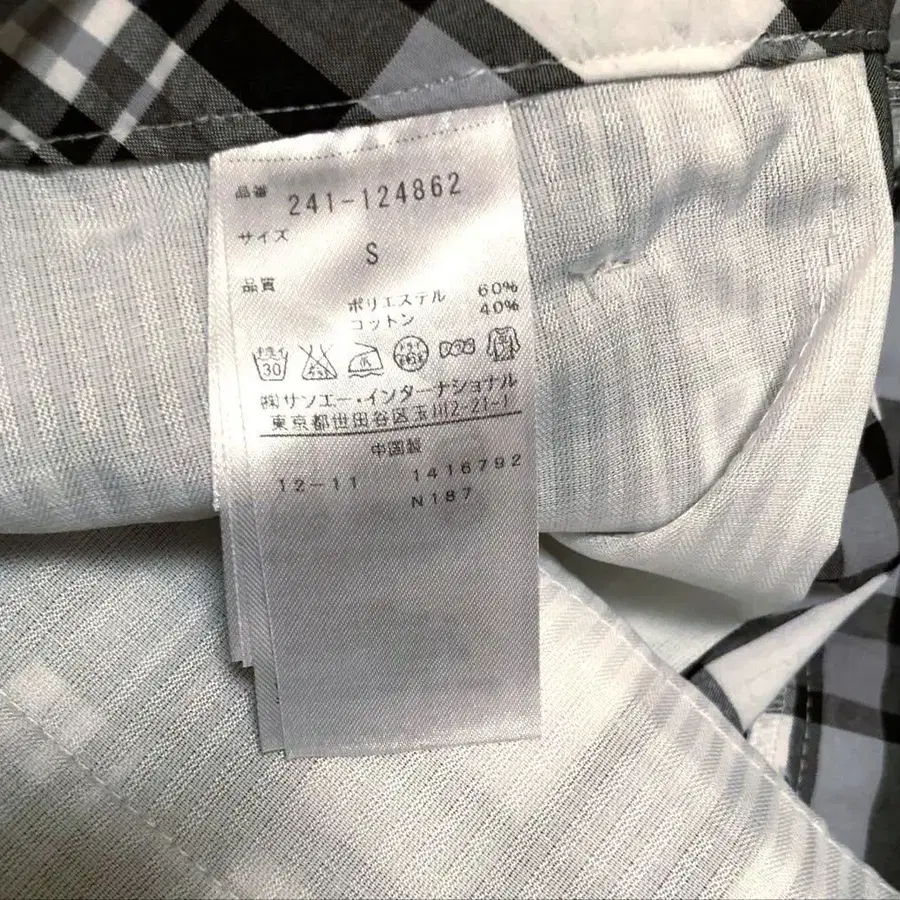 品番 241-124862
サイズ
S
品質
ポリエステル 60%
コットン 40%
30
㈱サンエー・インターナショナル
東京都世田谷区玉川2-21-1
中国製
12-11 1416792
N187